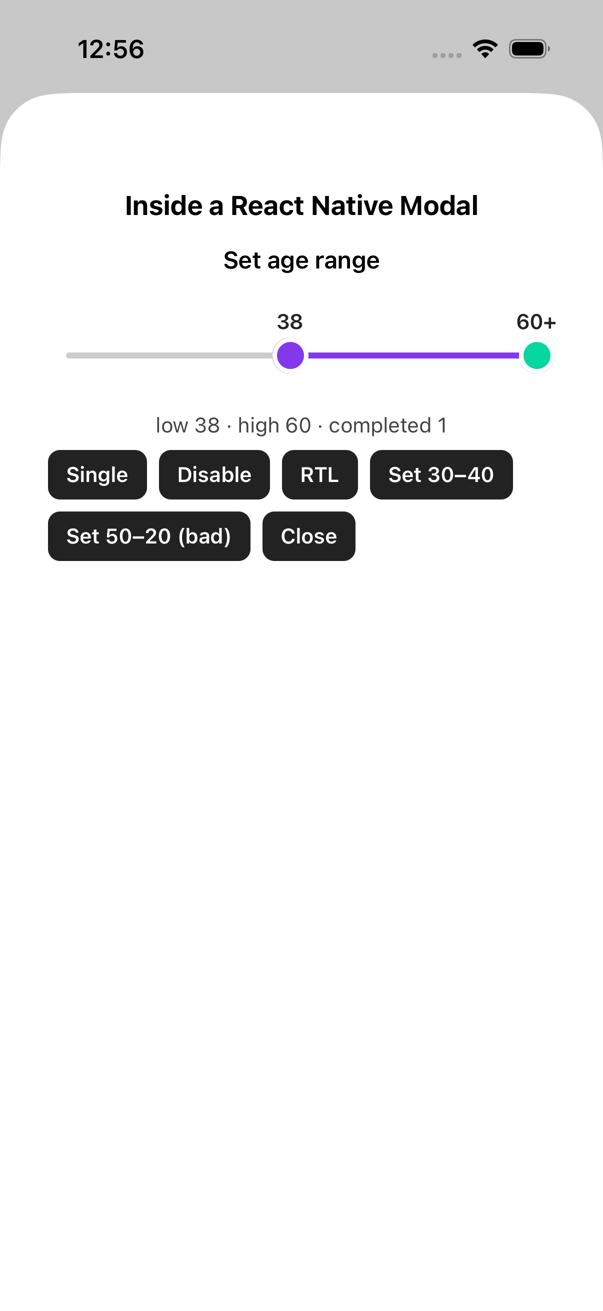 12:56
Inside a React Native Modal
Set age range
38 60+
low 38 · high 60 · completed 1
Single Disable RTL Set 30–40
Set 50–20 (bad) Close